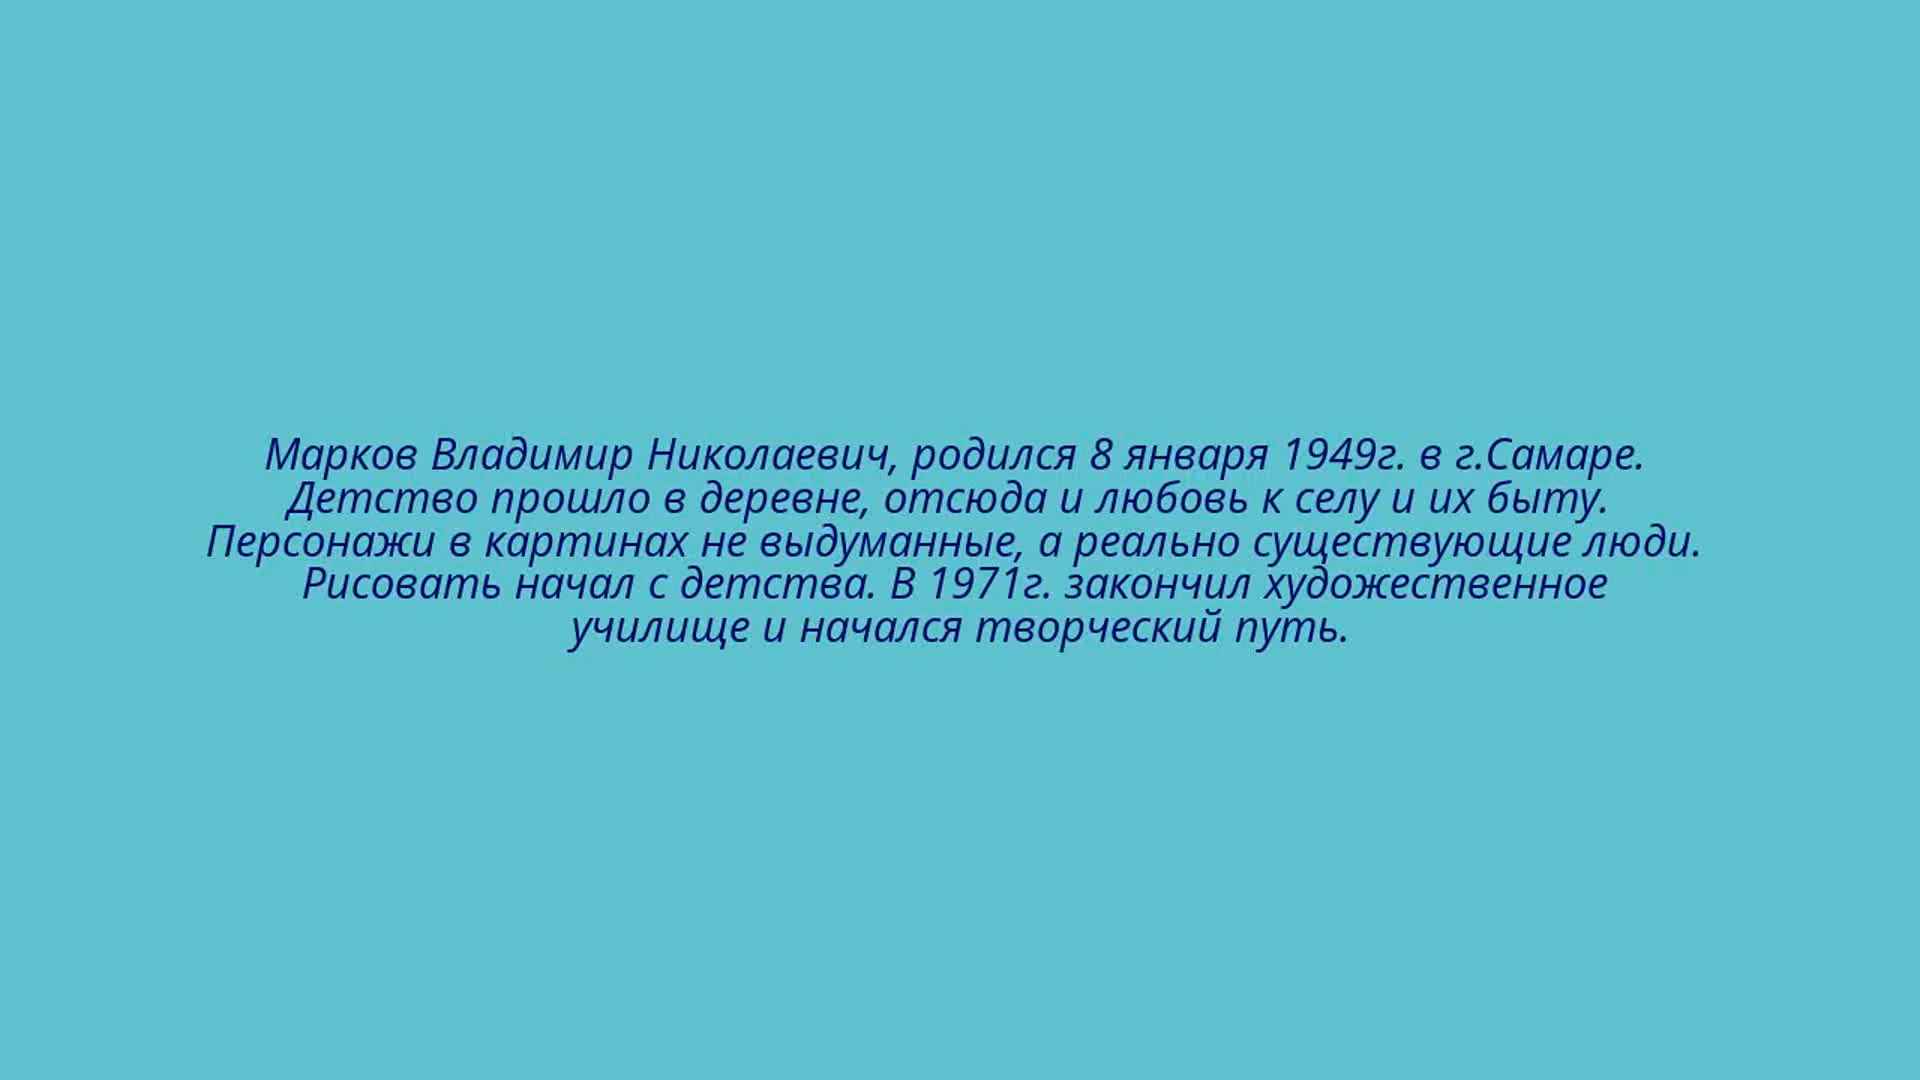 Марков Владимир Николаевич, родился 8 января 1949г. в г.Самаре.
Детство прошло в деревне, отсюда и любовь к селу и их быту.
Персонажи в картинах не выдуманные, а реально существующие люди.
Рисовать начал с детства. В 1971г. закончил художественное
училище и начался творческий путь.